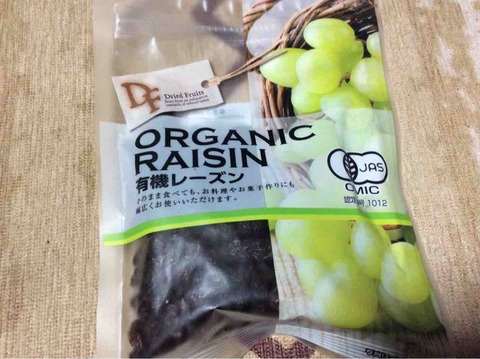 DF
Dried Fruits
ORGANIC
RAISIN
有機レーズン
そのまま食べても、お料理やお菓子作りにも
幅広くお使いいただけます。
JAS
OMIC
1012